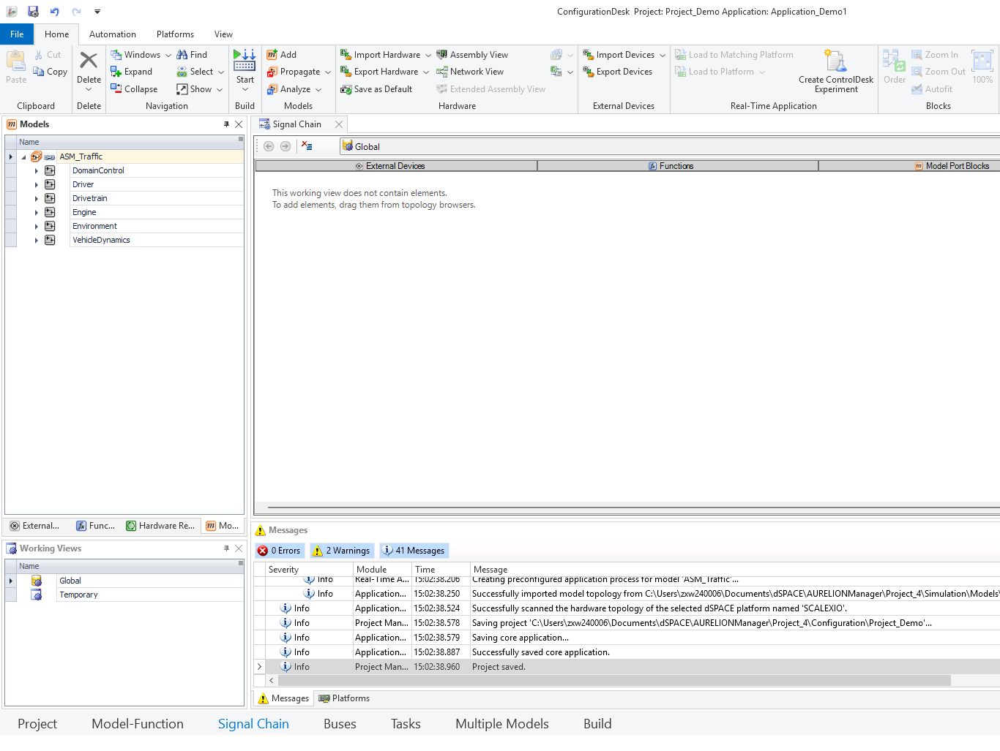 ConfigurationDesk Project: Project_Demo Application: Application_Demo1
File Home Automation Platforms View
Paste Cut Copy Clipboard
Delete Delete
Windows Find
Expand Select
Collapse Show
Navigation
Start Build
Add
Propagate
Analyze
Models
Import Hardware Assembly View
Export Hardware Network View
Save as Default Extended Assembly View
Hardware
Import Devices
Export Devices
External Devices
Load to Matching Platform
Load to Platform
Create ControlDesk
Experiment
Real-Time Application
Order
Zoom In
Zoom Out
Autofit
100%
Blocks
Models
Name
ASM_Traffic
DomainControl
Driver
Drivetrain
Engine
Environment
VehicleDynamics
External... Func... Hardware Re... Mo...
Working Views
Name
Global
Temporary
Signal Chain
Global
External Devices Functions Model Port Blocks
This working view does not contain elements.
To add elements, drag them from topology browsers.
Messages
0 Errors 2 Warnings 41 Messages
Severity Module Time Message
Info Real-Time A... 15:02:38.206 Creating preconfigured application process for model 'ASM_Traffic'...
Info Application... 15:02:38.250 Successfully imported model topology from C:\Users\zxw240006\Documents\dSPACE\AURELIONManager\Project_4\Simulation\Models\
Info Application... 15:02:38.524 Successfully scanned the hardware topology of the selected dSPACE platform named 'SCALEXIO'.
Info Project Man... 15:02:38.578 Saving project 'C:\Users\zxw240006\Documents\dSPACE\AURELIONManager\Project_4\Configuration\Project_Demo'...
Info Application... 15:02:38.579 Saving core application...
Info Application... 15:02:38.887 Successfully saved core application.
Info Project Man... 15:02:38.960 Project saved.
Messages Platforms
Project Model-Function Signal Chain Buses Tasks Multiple Models Build